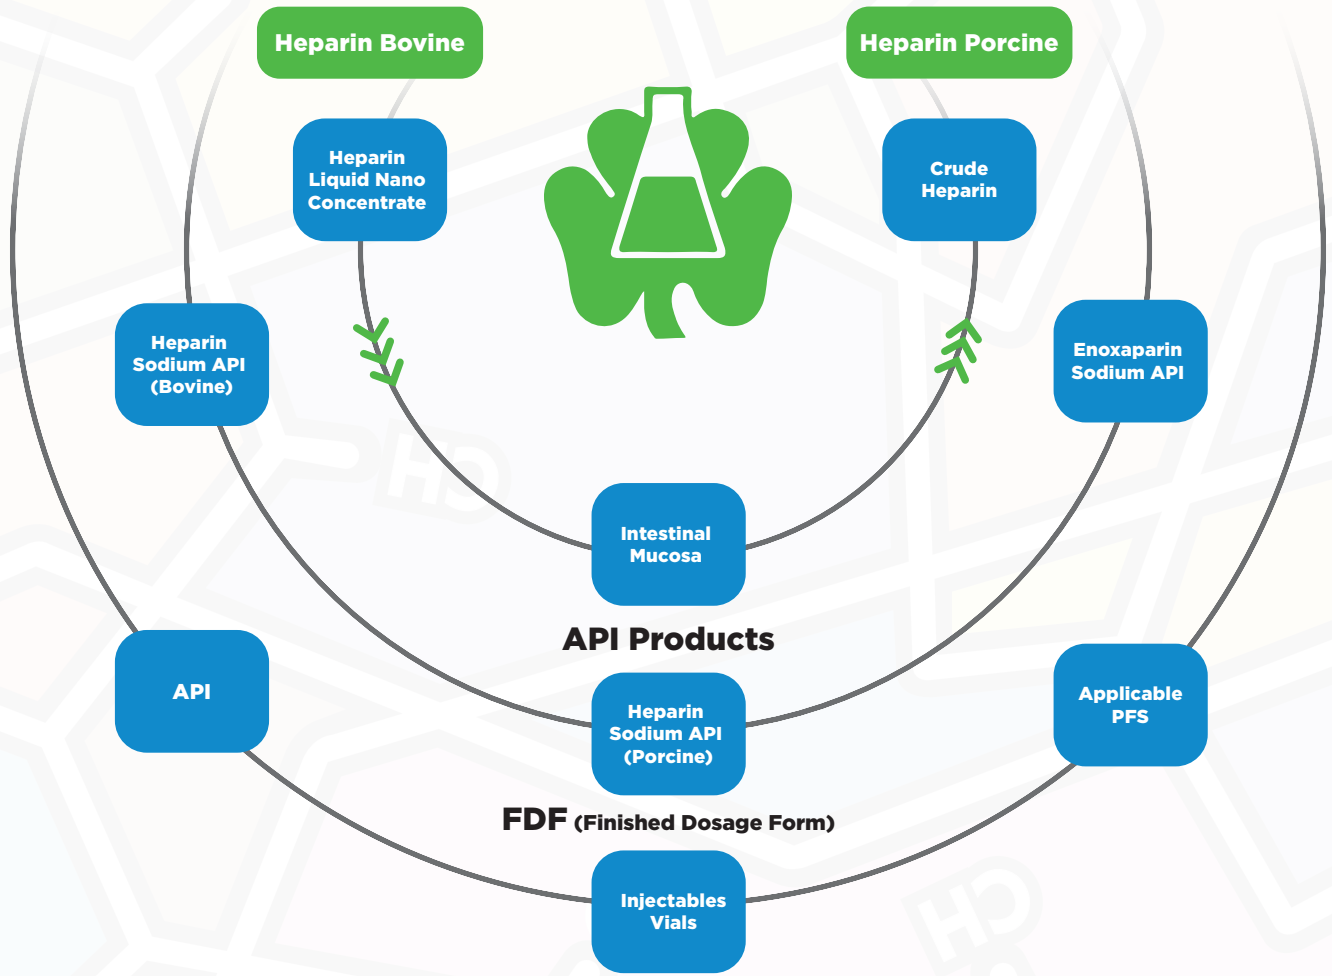 Heparin Bovine
Heparin Porcine
Heparin
Liquid Nano
Concentrate
Crude
Heparin
Heparin
Sodium API
(Bovine)
Enoxaparin
Sodium API
Intestinal
Mucosa
API Products
API
Heparin
Sodium API
(Porcine)
Applicable
PFS
FDF (Finished Dosage Form)
Injectables
Vials